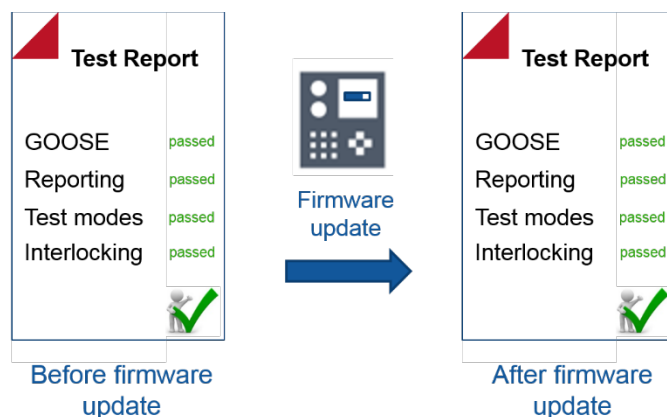 Test Report
GOOSE passed
Reporting passed
Test modes passed
Interlocking passed
Before firmware
update
Firmware
update
Test Report
GOOSE passed
Reporting passed
Test modes passed
Interlocking passed
After firmware
update